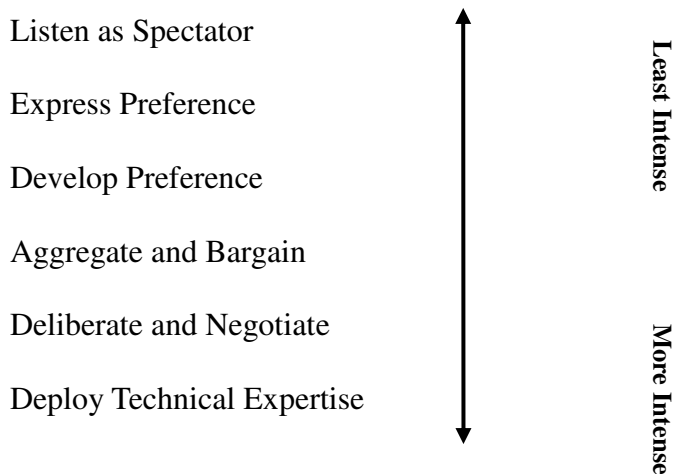 Listen as Spectator
Express Preference
Develop Preference
Aggregate and Bargain
Deliberate and Negotiate
Deploy Technical Expertise
Least Intense
More Intense